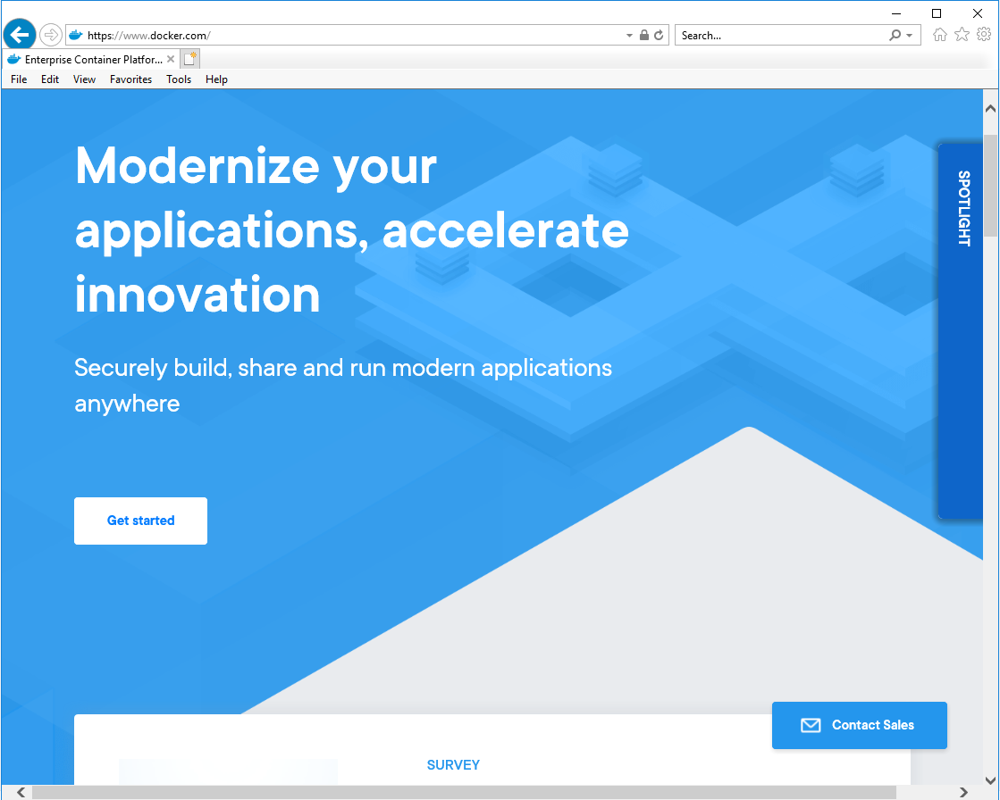 https://www.docker.com/
Search...
Enterprise Container Platfor...
File Edit View Favorites Tools Help
Modernize your
applications, accelerate
innovation
SPOTLIGHT
Securely build, share and run modern applications
anywhere
Get started
Contact Sales
SURVEY